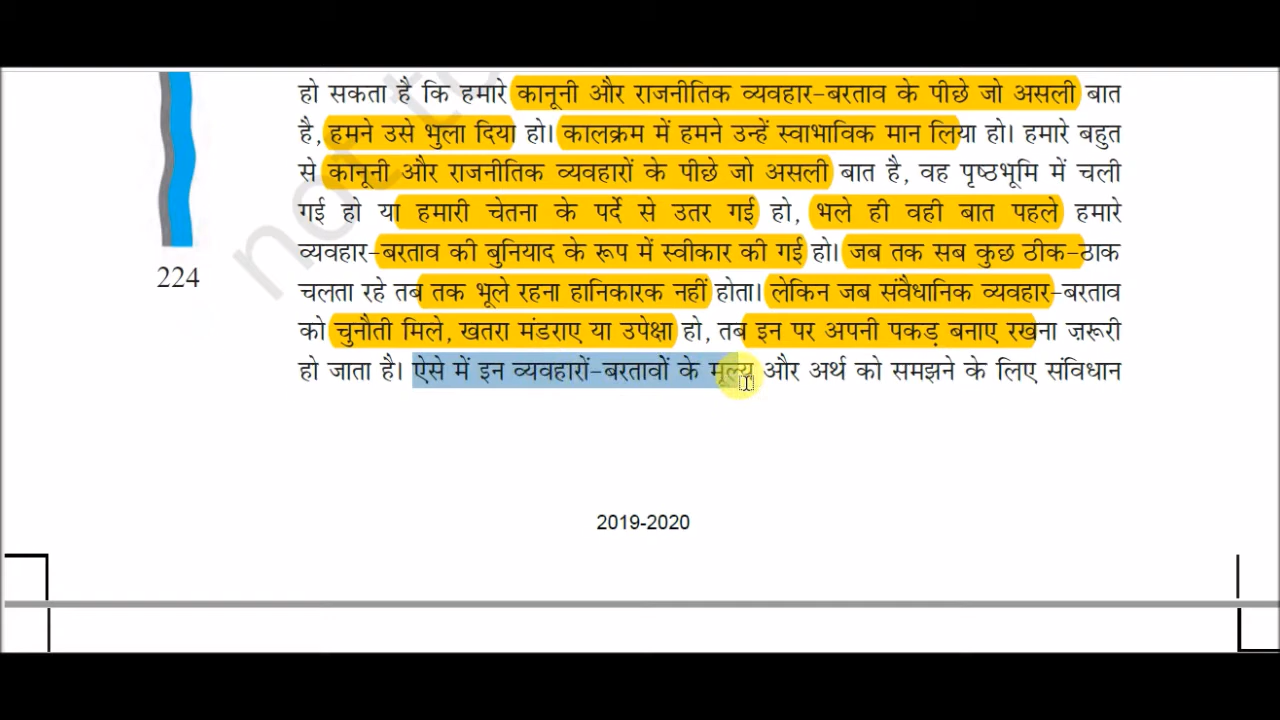 हो सकता है कि हमारे कानूनी और राजनीतिक व्यवहार-बरताव के पीछे जो असली बात
है, हमने उसे भुला दिया हो। कालक्रम में हमने उन्हें स्वाभाविक मान लिया हो। हमारे बहुत
से कानूनी और राजनीतिक व्यवहारों के पीछे जो असली बात है, वह पृष्ठभूमि में चली
गई हो या हमारी चेतना के पर्दे से उतर गई हो, भले ही वही बात पहले हमारे
व्यवहार-बरताव की बुनियाद के रूप में स्वीकार की गई हो। जब तक सब कुछ ठीक-ठाक
224
चलता रहे तब तक भूले रहना हानिकारक नहीं होता। लेकिन जब संवैधानिक व्यवहार-बरताव
को चुनौती मिले, खतरा मंडराए या उपेक्षा हो, तब इन पर अपनी पकड़ बनाए रखना ज़रूरी
हो जाता है। ऐसे में इन व्यवहारों-बरतावों के मूल्य और अर्थ को समझने के लिए संविधान
2019-2020